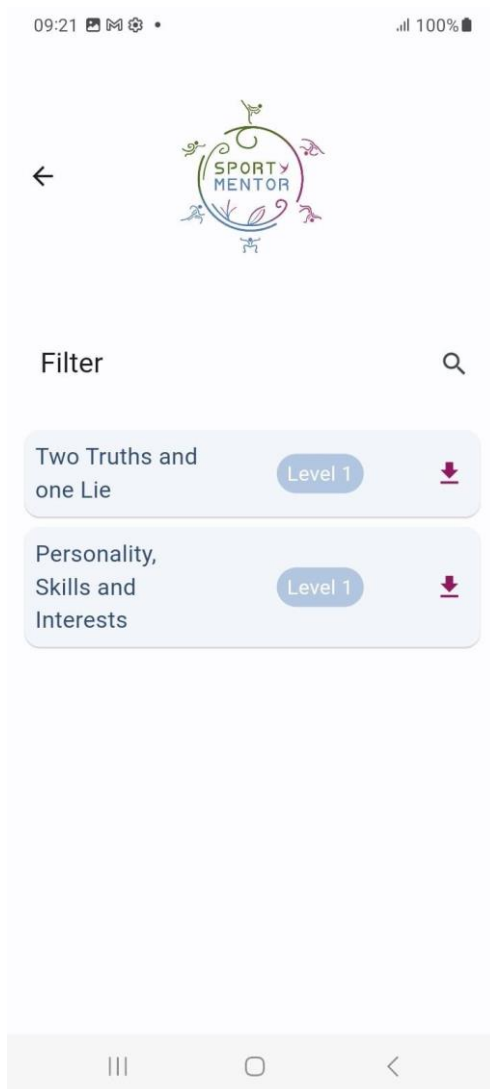 09:21
100%
SPORTY
MENTOR
Filter
Two Truths and
one Lie
Level 1
Personality,
Skills and
Interests
Level 1